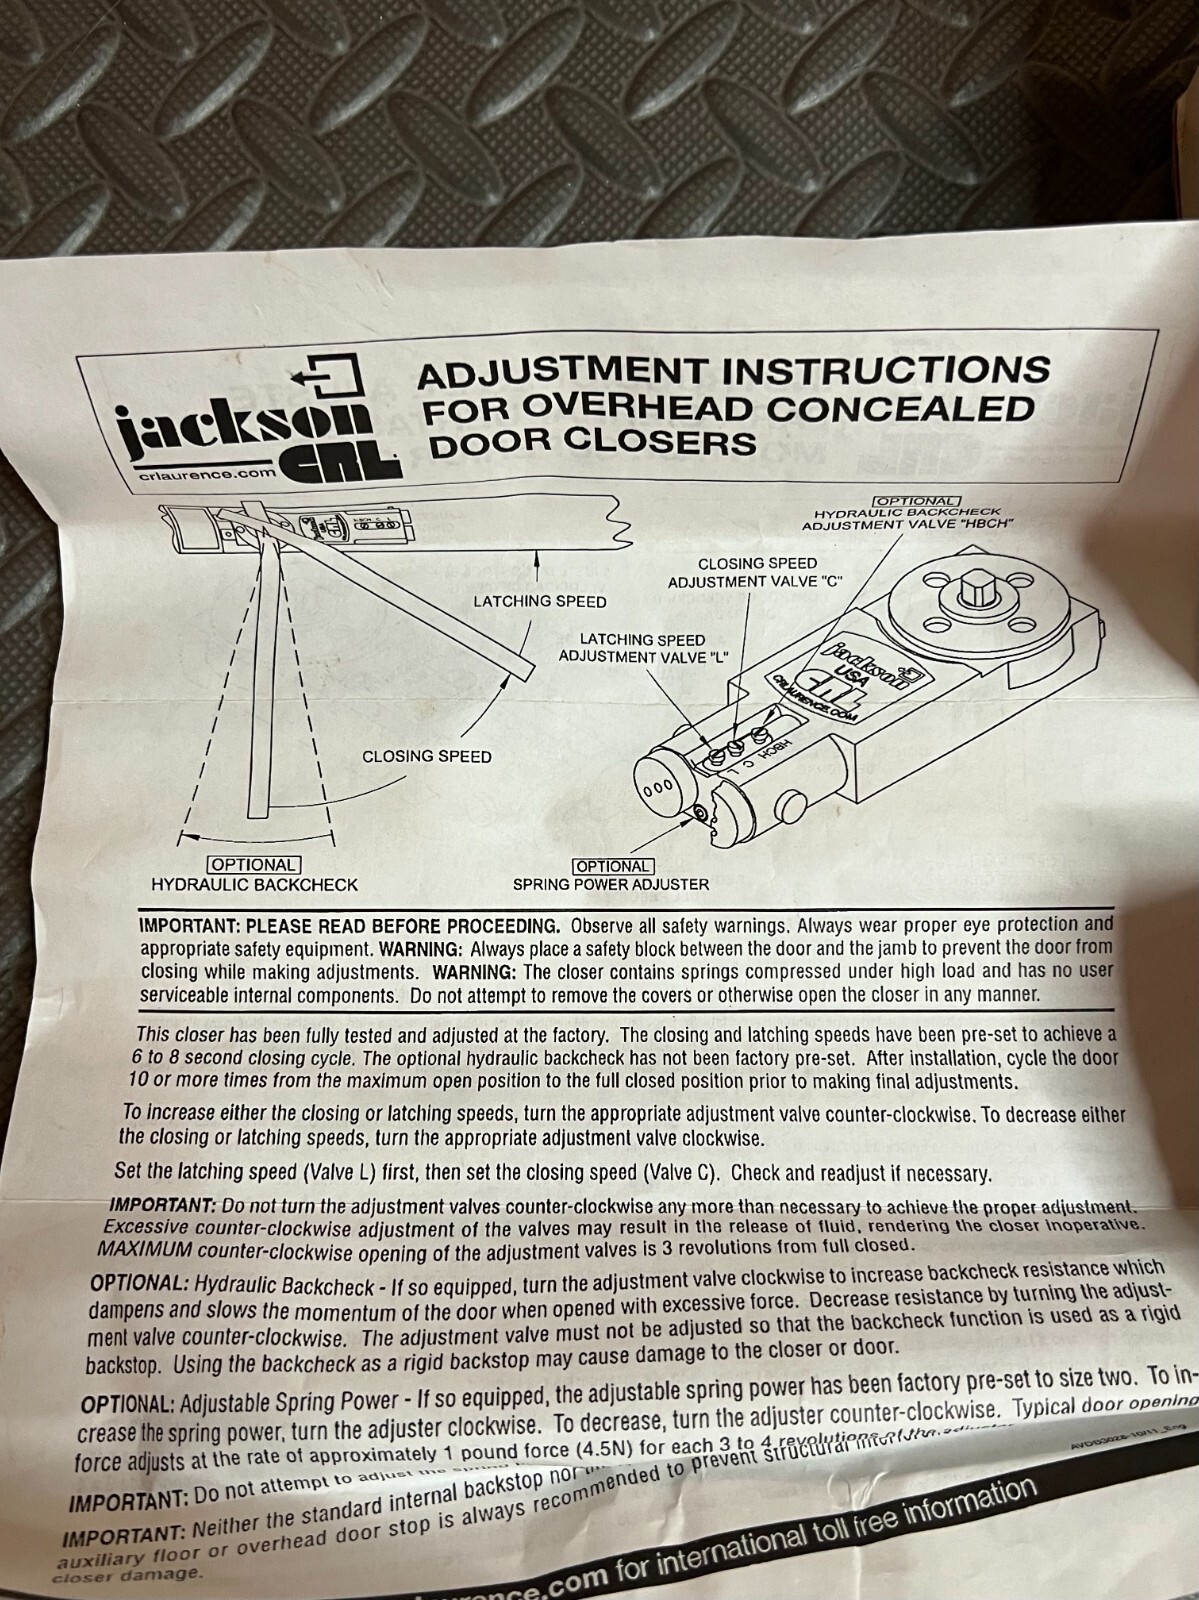 jackson
CRL
crlaurence.com
ADJUSTMENT INSTRUCTIONS
FOR OVERHEAD CONCEALED
DOOR CLOSERS
[OPTIONAL]
HYDRAULIC BACKCHECK
ADJUSTMENT VALVE "HBCH"
CLOSING SPEED
ADJUSTMENT VALVE "C"
LATCHING SPEED
LATCHING SPEED
ADJUSTMENT VALVE "L"
jackson
USA
CRL
CRLAURENCE.COM
HBCH
C
L
CLOSING SPEED
OPTIONAL
HYDRAULIC BACKCHECK
OPTIONAL
SPRING POWER ADJUSTER
IMPORTANT: PLEASE READ BEFORE PROCEEDING. Observe all safety warnings. Always wear proper eye protection and
appropriate safety equipment. WARNING: Always place a safety block between the door and the jamb to prevent the door from
closing while making adjustments. WARNING: The closer contains springs compressed under high load and has no user
serviceable internal components. Do not attempt to remove the covers or otherwise open the closer in any manner.
This closer has been fully tested and adjusted at the factory. The closing and latching speeds have been pre-set to achieve a
6 to 8 second closing cycle. The optional hydraulic backcheck has not been factory pre-set. After installation, cycle the door
10 or more times from the maximum open position to the full closed position prior to making final adjustments.
To increase either the closing or latching speeds, turn the appropriate adjustment valve counter-clockwise. To decrease either
the closing or latching speeds, turn the appropriate adjustment valve clockwise.
Set the latching speed (Valve L) first, then set the closing speed (Valve C). Check and readjust if necessary.
IMPORTANT: Do not turn the adjustment valves counter-clockwise any more than necessary to achieve the proper adjustment.
Excessive counter-clockwise adjustment of the valves may result in the release of fluid, rendering the closer inoperative.
MAXIMUM counter-clockwise opening of the adjustment valves is 3 revolutions from full closed.
OPTIONAL: Hydraulic Backcheck - If so equipped, turn the adjustment valve clockwise to increase backcheck resistance which
dampens and slows the momentum of the door when opened with excessive force. Decrease resistance by turning the adjust-
ment valve counter-clockwise. The adjustment valve must not be adjusted so that the backcheck function is used as a rigid
backstop. Using the backcheck as a rigid backstop may cause damage to the closer or door.
OPTIONAL: Adjustable Spring Power - If so equipped, the adjustable spring power has been factory pre-set to size two. To in-
crease the spring power, turn the adjuster clockwise. To decrease, turn the adjuster counter-clockwise. Typical door opening
force adjusts at the rate of approximately 1 pound force (4.5N) for each 3 to 4 revolutions of the
IMPORTANT: Do not attempt to adjust the
IMPORTANT: Neither the standard internal backstop nor
auxiliary floor or overhead door stop is always recommended to prevent structural
closer damage.
.com for international toll free information